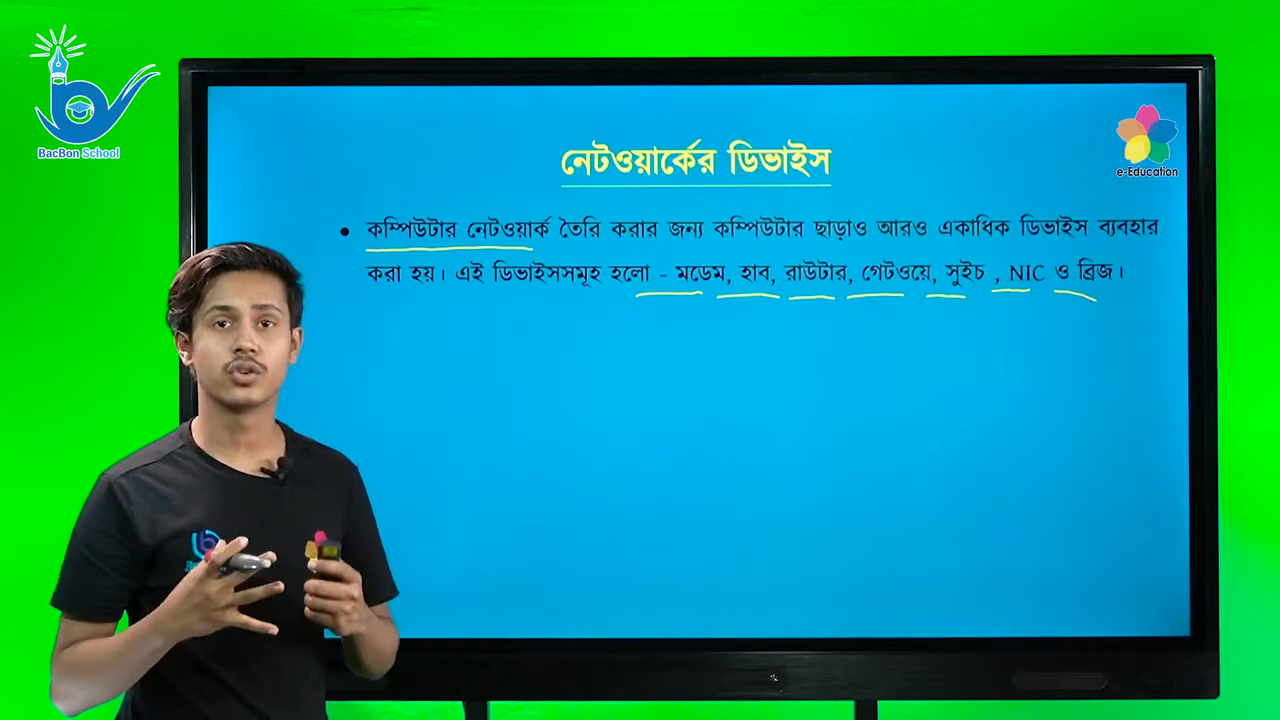 BacBon School
e-Education
নেটওয়ার্কের ডিভাইস
• কম্পিউটার নেটওয়ার্ক তৈরি করার জন্য কম্পিউটার ছাড়াও আরও একাধিক ডিভাইস ব্যবহার
করা হয়। এই ডিভাইসসমূহ হলো - মডেম, হাব, রাউটার, গেটওয়ে, সুইচ , NIC ও ব্রিজ।